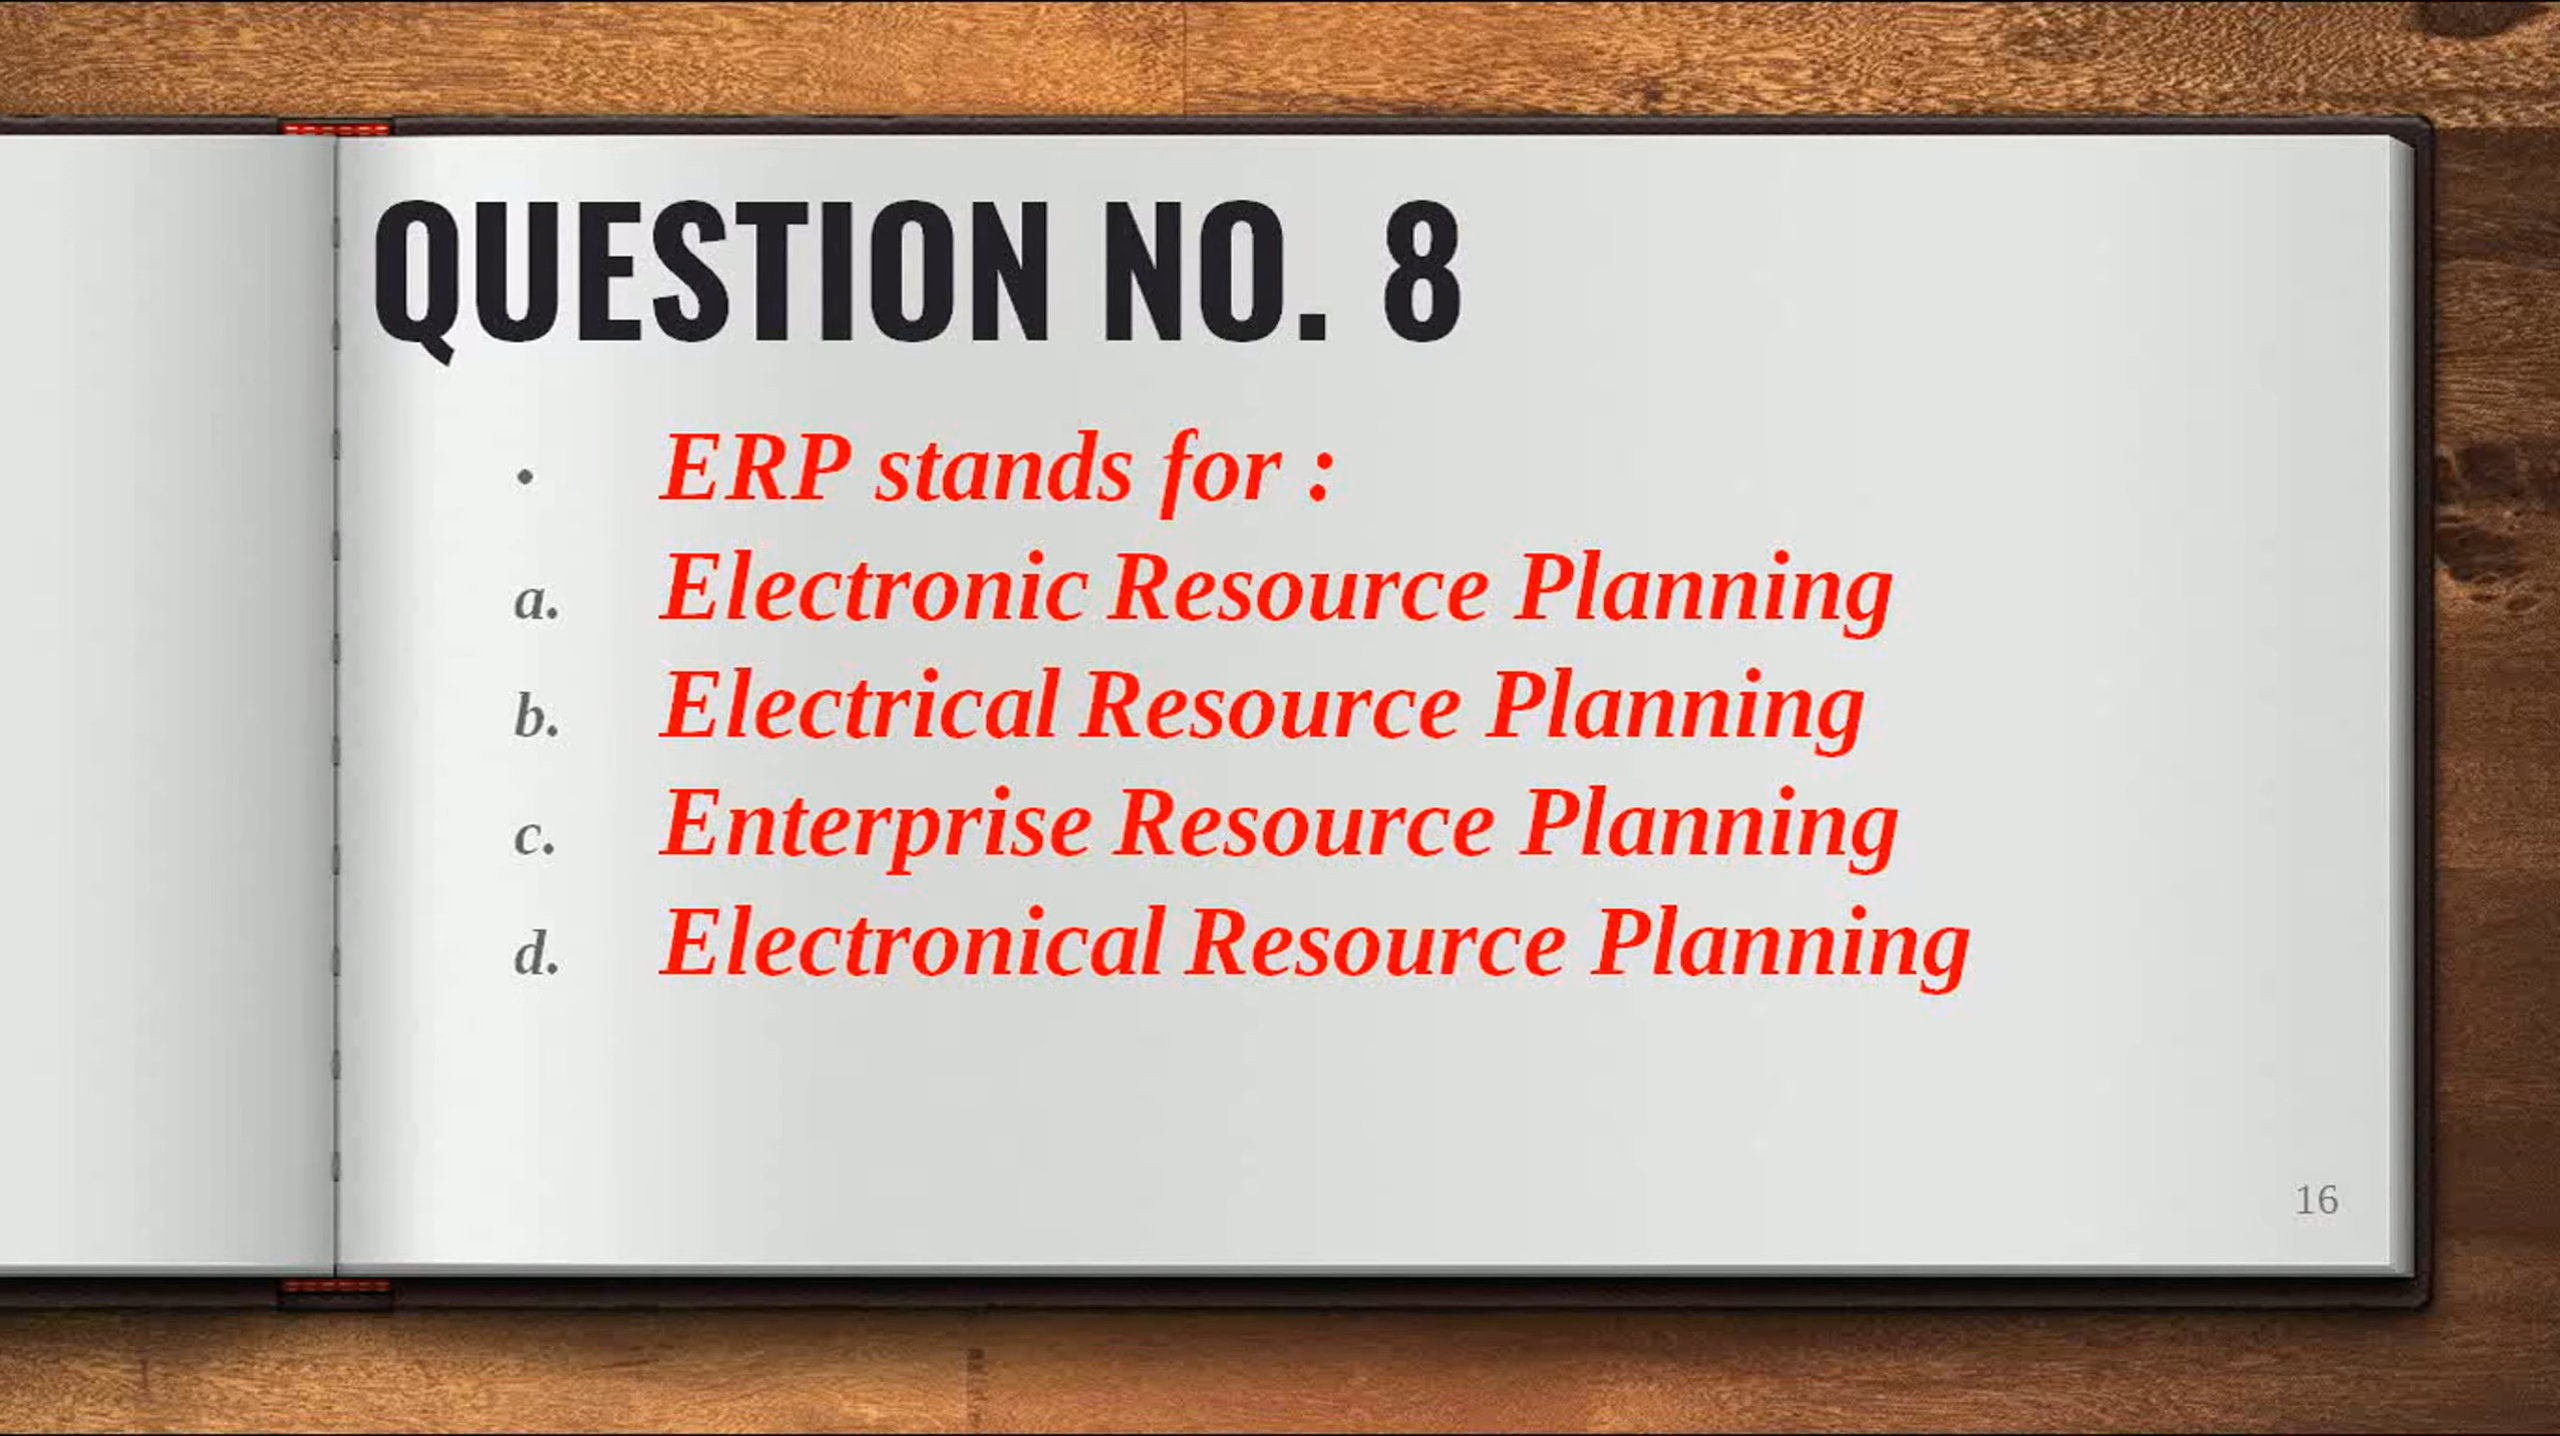 QUESTION NO. 8
• ERP stands for :
a. Electronic Resource Planning
b. Electrical Resource Planning
c. Enterprise Resource Planning
d. Electronical Resource Planning
16